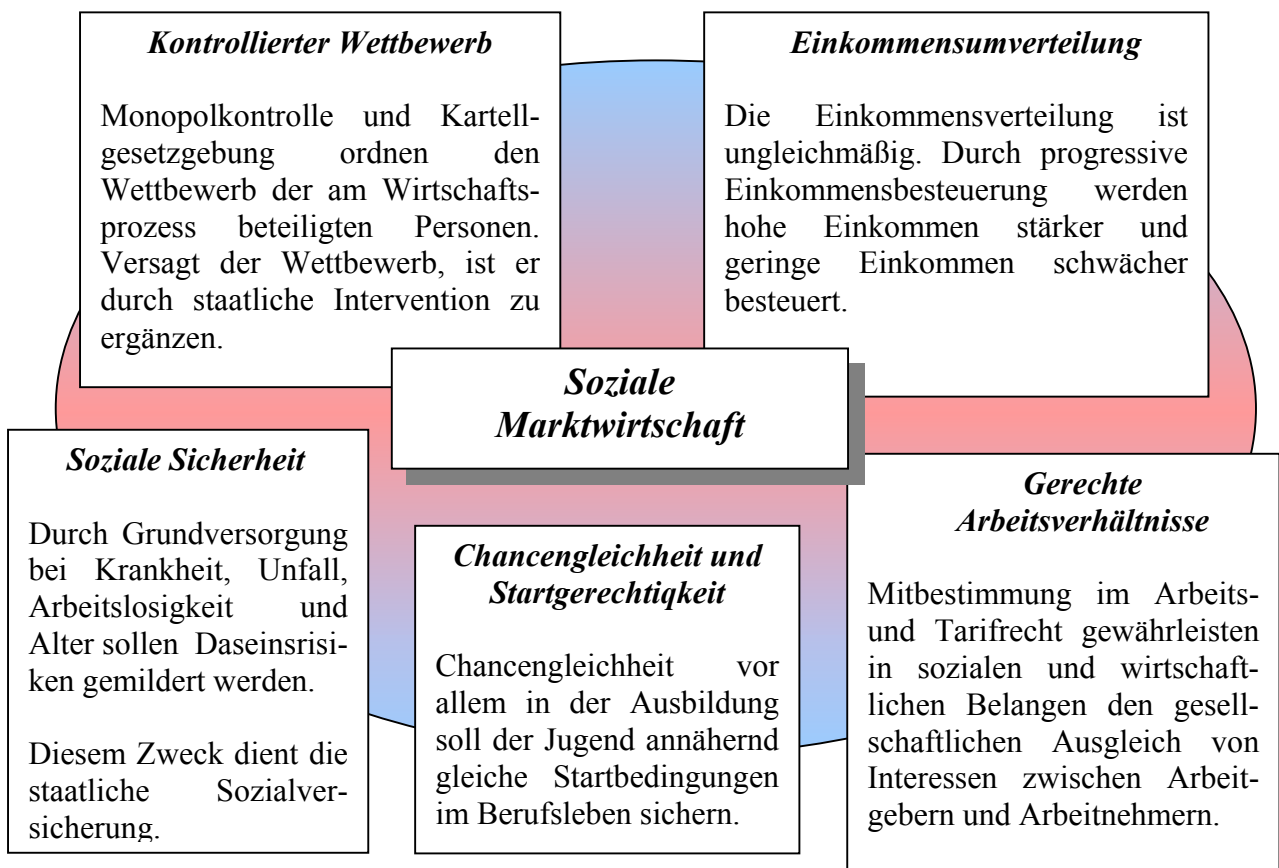 Kontrollierter Wettbewerb
Monopolkontrolle und Kartell-
gesetzgebung ordnen den
Wettbewerb der am Wirtschafts-
prozess beteiligten Personen.
Versagt der Wettbewerb, ist er
durch staatliche Intervention zu
ergänzen.
Einkommensumverteilung
Die Einkommensverteilung ist
ungleichmäßig. Durch progressive
Einkommensbesteuerung werden
hohe Einkommen stärker und
geringe Einkommen schwächer
besteuert.
Soziale
Marktwirtschaft
Soziale Sicherheit
Durch Grundversorgung
bei Krankheit, Unfall,
Arbeitslosigkeit und
Alter sollen Daseinsrisi-
ken gemildert werden.
Diesem Zweck dient die
staatliche Sozialver-
sicherung.
Chancengleichheit und
Startgerechtiqkeit
Chancengleichheit vor
allem in der Ausbildung
soll der Jugend annähernd
gleiche Startbedingungen
im Berufsleben sichern.
Gerechte
Arbeitsverhältnisse
Mitbestimmung im Arbeits-
und Tarifrecht gewährleisten
in sozialen und wirtschaft-
lichen Belangen den gesell-
schaftlichen Ausgleich von
Interessen zwischen Arbeit-
gebern und Arbeitnehmern.